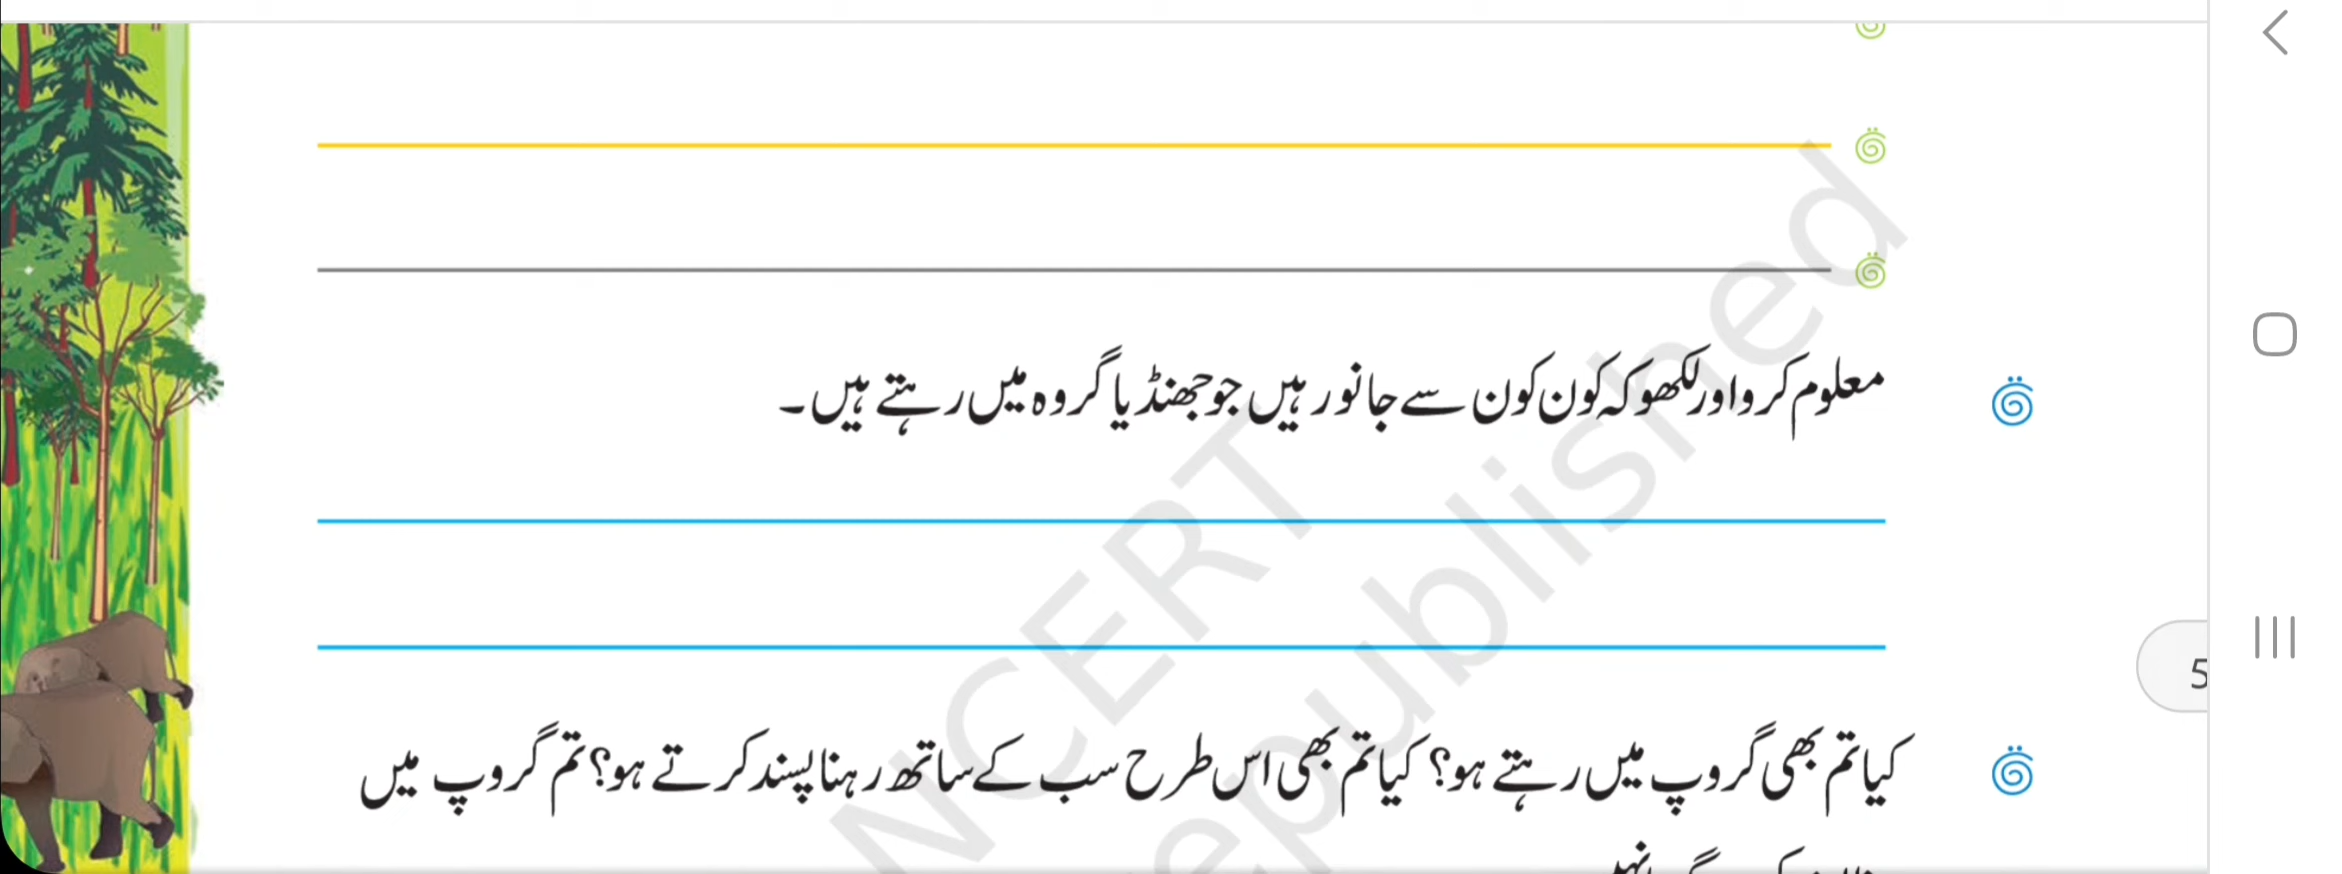 معلوم کرو اور لکھو کہ کون کون سے جانور ہیں جو جھنڈ یا گروہ میں رہتے ہیں۔
کیا تم بھی گروپ میں رہتے ہو؟ کیا تم بھی اس طرح سب کے ساتھ رہنا پسند کرتے ہو؟ تم گروپ میں
NCERT
republished
5